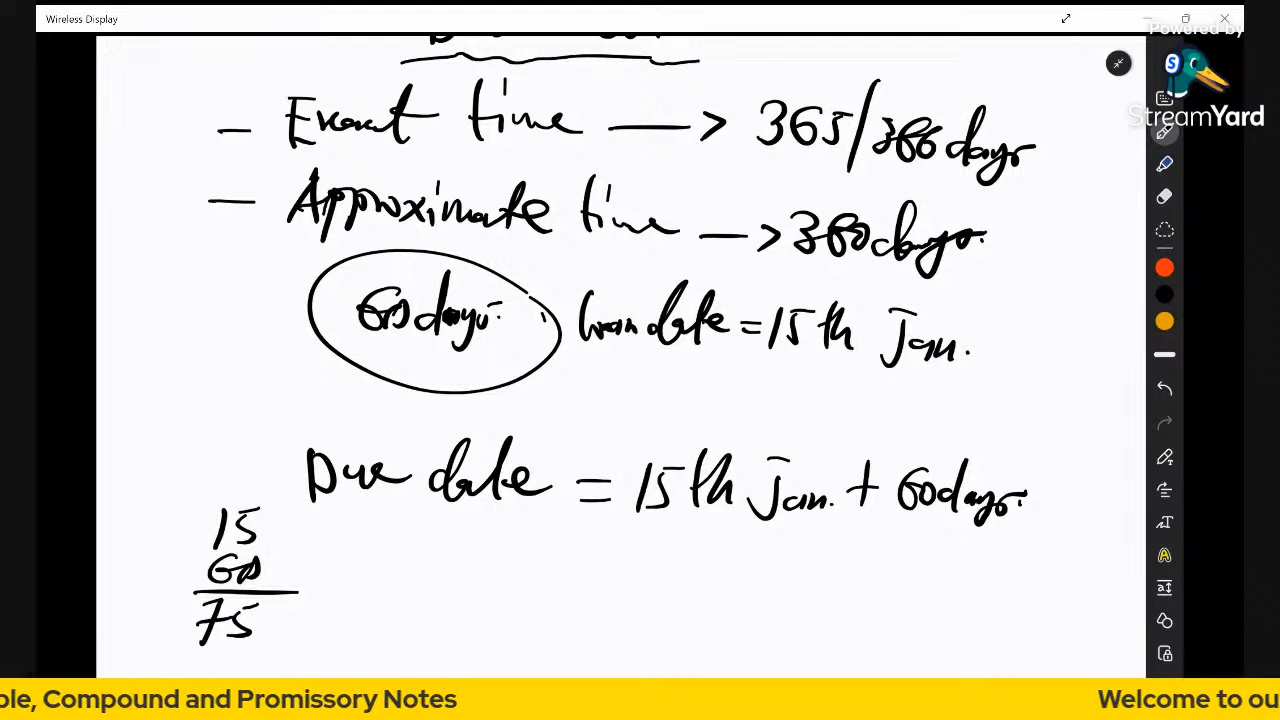 Wireless Display
Powered by
StreamYard
— Exact time —> 365/366 days
— Approximate time —> 360 days.
60 days. loan date = 15th Jan.
Due date = 15th Jan. + 60 days.
15
60
75
ple, Compound and Promissory Notes
Welcome to ou